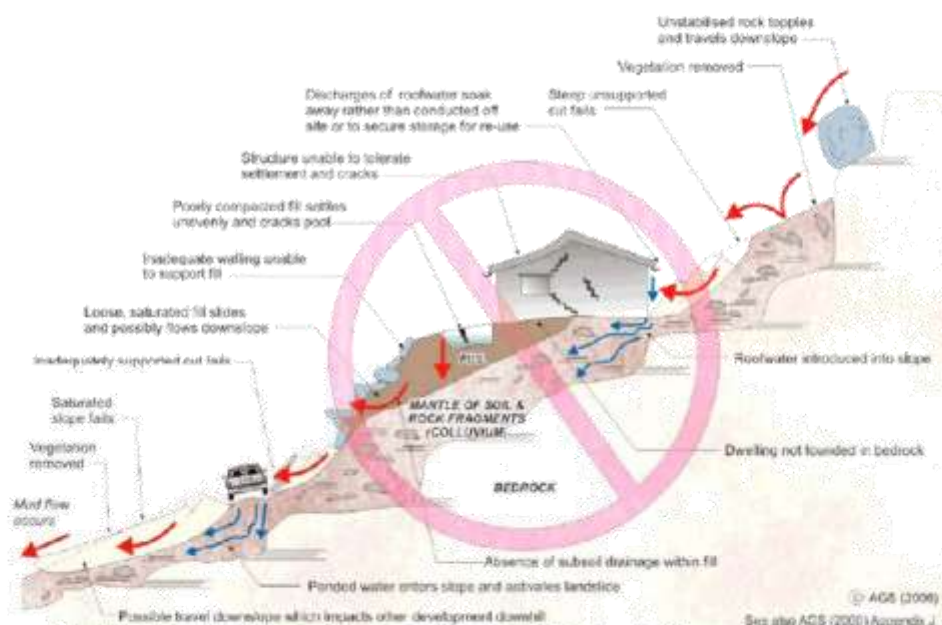 Unstabilised rock topples
and travels downslope
Vegetation removed
Discharges of roofwater soak
away rather than conducted off
site or to secure storage for re-use
Steep unsupported
cut fails
Structure unable to tolerate
settlement and cracks
Poorly compacted fill settles
unevenly and cracks pool
Inadequate walling unable
to support fill
Loose, saturated fill slides
and possibly flows downslope
Inadequately supported cut fails
Roofwater introduced into slope
Saturated
slope fails
MANTLE OF SOIL &
ROCK FRAGMENTS
(COLLUVIUM)
Vegetation
removed
Dwelling not founded in bedrock
BEDROCK
Mud flow
occurs
Absence of subsoil drainage within fill
Ponded water enters slope and activates landslide
© AGS (2006)
Possible travel downslope which impacts other development downhill
See also AGS (2000) Appendix J